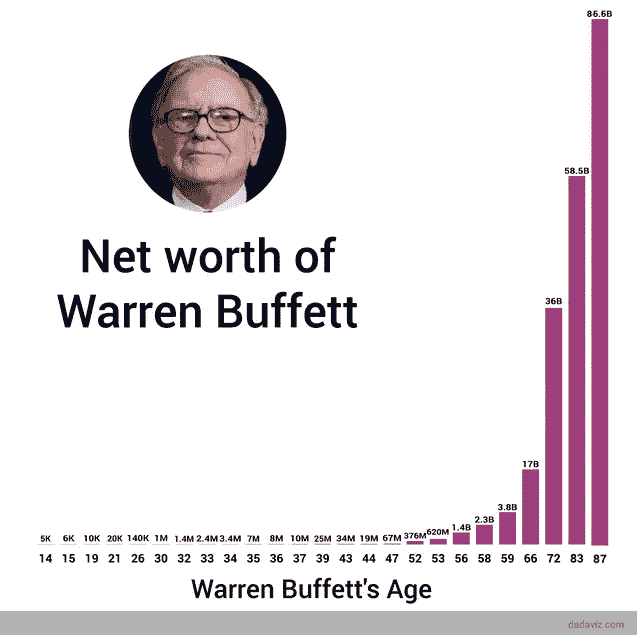 86.6B
58.5B
Net worth of
Warren Buffett
36B
17B
3.8B
2.3B
1.4B
620M
376M
5K 6K 10K 20K 140K 1M 1.4M 2.4M 3.4M 7M 8M 10M 25M 34M 19M 67M
14 15 19 21 26 30 32 33 34 35 36 37 39 43 44 47 52 53 56 58 59 66 72 83 87
Warren Buffett's Age
dadaviz.com